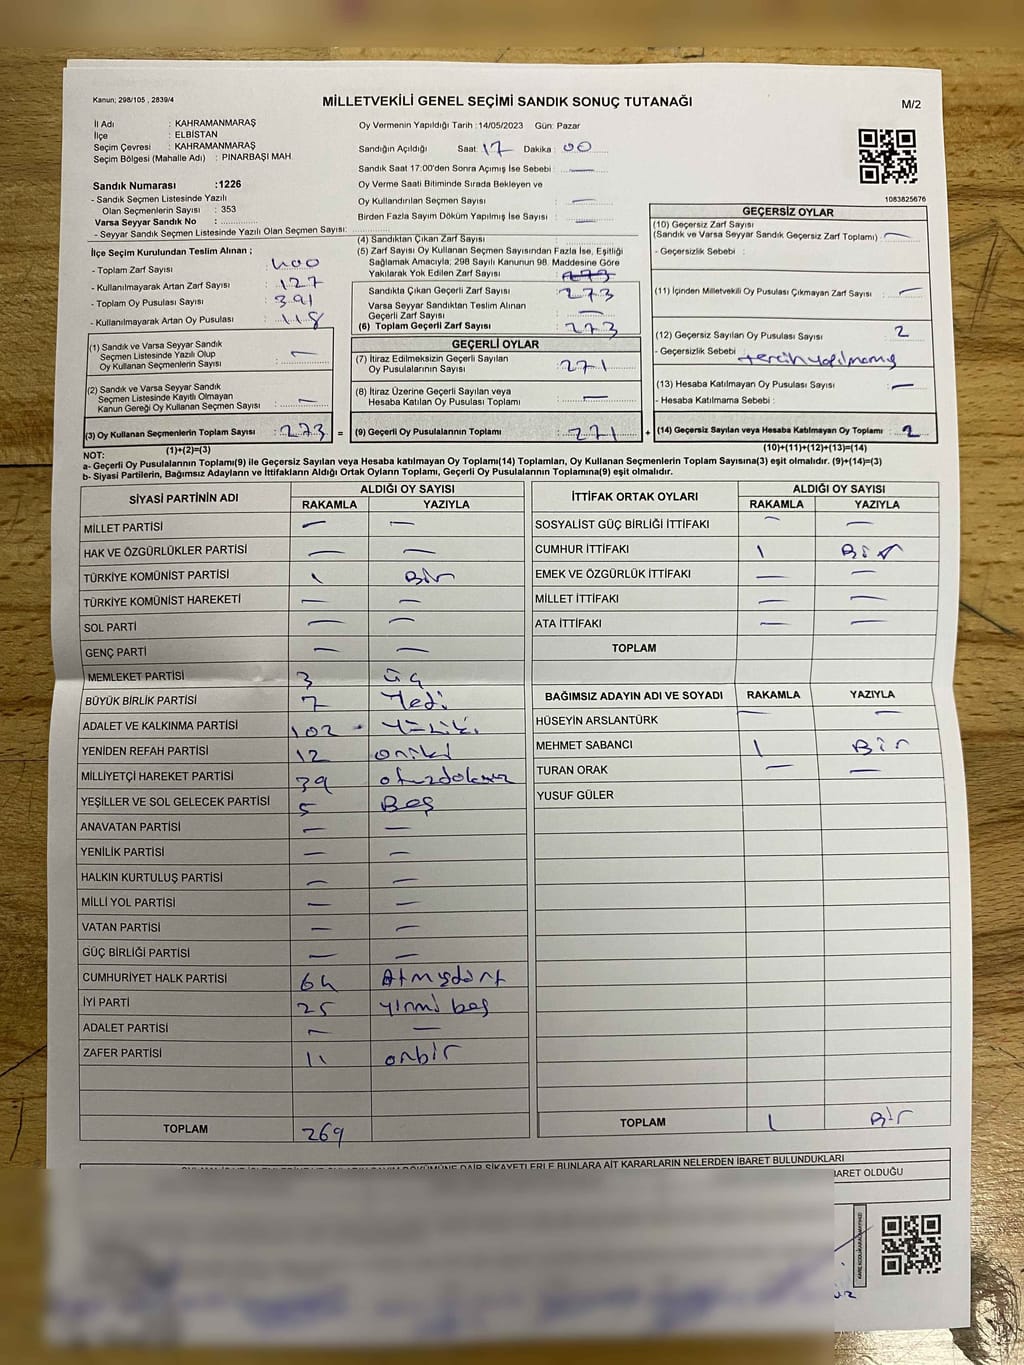 Kanun; 298/105 , 2839/4
MİLLETVEKİLİ GENEL SEÇİMİ SANDIK SONUÇ TUTANAĞI
M/2
İl Adı : KAHRAMANMARAŞ
İlçe : ELBİSTAN
Seçim Çevresi : KAHRAMANMARAŞ
Seçim Bölgesi (Mahalle Adı) : PINARBAŞI MAH.
Sandık Numarası :1226
- Sandık Seçmen Listesinde Yazılı
Olan Seçmenlerin Sayısı : 353
Varsa Seyyar Sandık No :
- Seyyar Sandık Seçmen Listesinde Yazılı Olan Seçmen Sayısı:
Oy Vermenin Yapıldığı Tarih :14/05/2023 Gün: Pazar
Sandığın Açıldığı Saat: 17 Dakika : 00
Sandık Saat 17:00'den Sonra Açımış İse Sebebi : —
Oy Verme Saati Bitiminde Sırada Bekleyen ve
Oy Kullandırılan Seçmen Sayısı : —
Birden Fazla Sayım Döküm Yapılmış İse Sayısı : —
1083825676
İlçe Seçim Kurulundan Teslim Alınan ;
- Toplam Zarf Sayısı : 400
- Kullanılmayarak Artan Zarf Sayısı : 127
- Toplam Oy Pusulası Sayısı : 391
- Kullanılmayarak Artan Oy Pusulası : 118
(1) Sandık ve Varsa Seyyar Sandık
Seçmen Listesinde Yazılı Olup
Oy Kullanan Seçmenlerin Sayısı : —
(2) Sandık ve Varsa Seyyar Sandık
Seçmen Listesinde Kayıtlı Olmayan
Kanun Gereği Oy Kullanan Seçmen Sayısı : —
(3) Oy Kullanan Seçmenlerin Toplam Sayısı : 273 =
(1)+(2)=(3)
(4) Sandıktan Çıkan Zarf Sayısı :
(5) Zarf Sayısı Oy Kullanan Seçmen Sayısından Fazla İse, Eşitliği
Sağlamak Amacıyla; 298 Sayılı Kanunun 98. Maddesine Göre
Yakılarak Yok Edilen Zarf Sayısı : 273
Sandıkta Çıkan Geçerli Zarf Sayısı : 273
Varsa Seyyar Sandıktan Teslim Alınan
Geçerli Zarf Sayısı : —
(6) Toplam Geçerli Zarf Sayısı : 273
GEÇERLİ OYLAR
(7) İtiraz Edilmeksizin Geçerli Sayılan
Oy Pusulalarının Sayısı : 271
(8) İtiraz Üzerine Geçerli Sayılan veya
Hesaba Katılan Oy Pusulası Toplamı : —
(9) Geçerli Oy Pusulalarının Toplamı : 271 +
GEÇERSİZ OYLAR
(10) Geçersiz Zarf Sayısı
(Sandık ve Varsa Seyyar Sandık Geçersiz Zarf Toplamı) : —
- Geçersizlik Sebebi :
(11) İçinden Milletvekili Oy Pusulası Çıkmayan Zarf Sayısı : —
(12) Geçersiz Sayılan Oy Pusulası Sayısı : 2
- Geçersizlik Sebebi : tercih yapılmamış
(13) Hesaba Katılmayan Oy Pusulası Sayısı : —
- Hesaba Katılmama Sebebi :
(14) Geçersiz Sayılan veya Hesaba Katılmayan Oy Toplamı : 2
(10)+(11)+(12)+(13)=(14)
NOT:
a- Geçerli Oy Pusulalarının Toplamı(9) ile Geçersiz Sayılan veya Hesaba katılmayan Oy Toplamı(14) Toplamları, Oy Kullanan Seçmenlerin Toplam Sayısına(3) eşit olmalıdır. (9)+(14)=(3)
b- Siyasi Partilerin, Bağımsız Adayların ve İttifakların Aldığı Ortak Oyların Toplamı, Geçerli Oy Pusulalarının Toplamına(9) eşit olmalıdır.
SİYASİ PARTİNİN ADI ALDIĞI OY SAYISI
RAKAMLA YAZIYLA
MİLLET PARTİSİ — —
HAK VE ÖZGÜRLÜKLER PARTİSİ — —
TÜRKİYE KOMÜNİST PARTİSİ 1 Bir
TÜRKİYE KOMÜNİST HAREKETİ — —
SOL PARTİ — —
GENÇ PARTİ — —
MEMLEKET PARTİSİ 3 üç
BÜYÜK BİRLİK PARTİSİ 7 Yedi
ADALET VE KALKINMA PARTİSİ 102 - Yüziki
YENİDEN REFAH PARTİSİ 12 oniki
MİLLİYETÇİ HAREKET PARTİSİ 39 otuzdokuz
YEŞİLLER VE SOL GELECEK PARTİSİ 5 Beş
ANAVATAN PARTİSİ — —
YENİLİK PARTİSİ — —
HALKIN KURTULUŞ PARTİSİ — —
MİLLİ YOL PARTİSİ — —
VATAN PARTİSİ — —
GÜÇ BİRLİĞİ PARTİSİ — —
CUMHURİYET HALK PARTİSİ 64 Atmışdört
İYİ PARTİ 25 yirmi beş
ADALET PARTİSİ — —
ZAFER PARTİSİ 11 onbir
TOPLAM 269
İTTİFAK ORTAK OYLARI ALDIĞI OY SAYISI
RAKAMLA YAZIYLA
SOSYALİST GÜÇ BİRLİĞİ İTTİFAKI — —
CUMHUR İTTİFAKI 1 Bir
EMEK VE ÖZGÜRLÜK İTTİFAKI — —
MİLLET İTTİFAKI — —
ATA İTTİFAKI — —
TOPLAM
BAĞIMSIZ ADAYIN ADI VE SOYADI RAKAMLA YAZIYLA
HÜSEYİN ARSLANTÜRK — —
MEHMET SABANCI 1 Bir
TURAN ORAK — —
YUSUF GÜLER
TOPLAM 1 Bir
DAİR ŞİKAYETLERLE BUNLARA AİT KARARLARIN NELERDEN İBARET BULUNDUKLARI
OLDUĞU